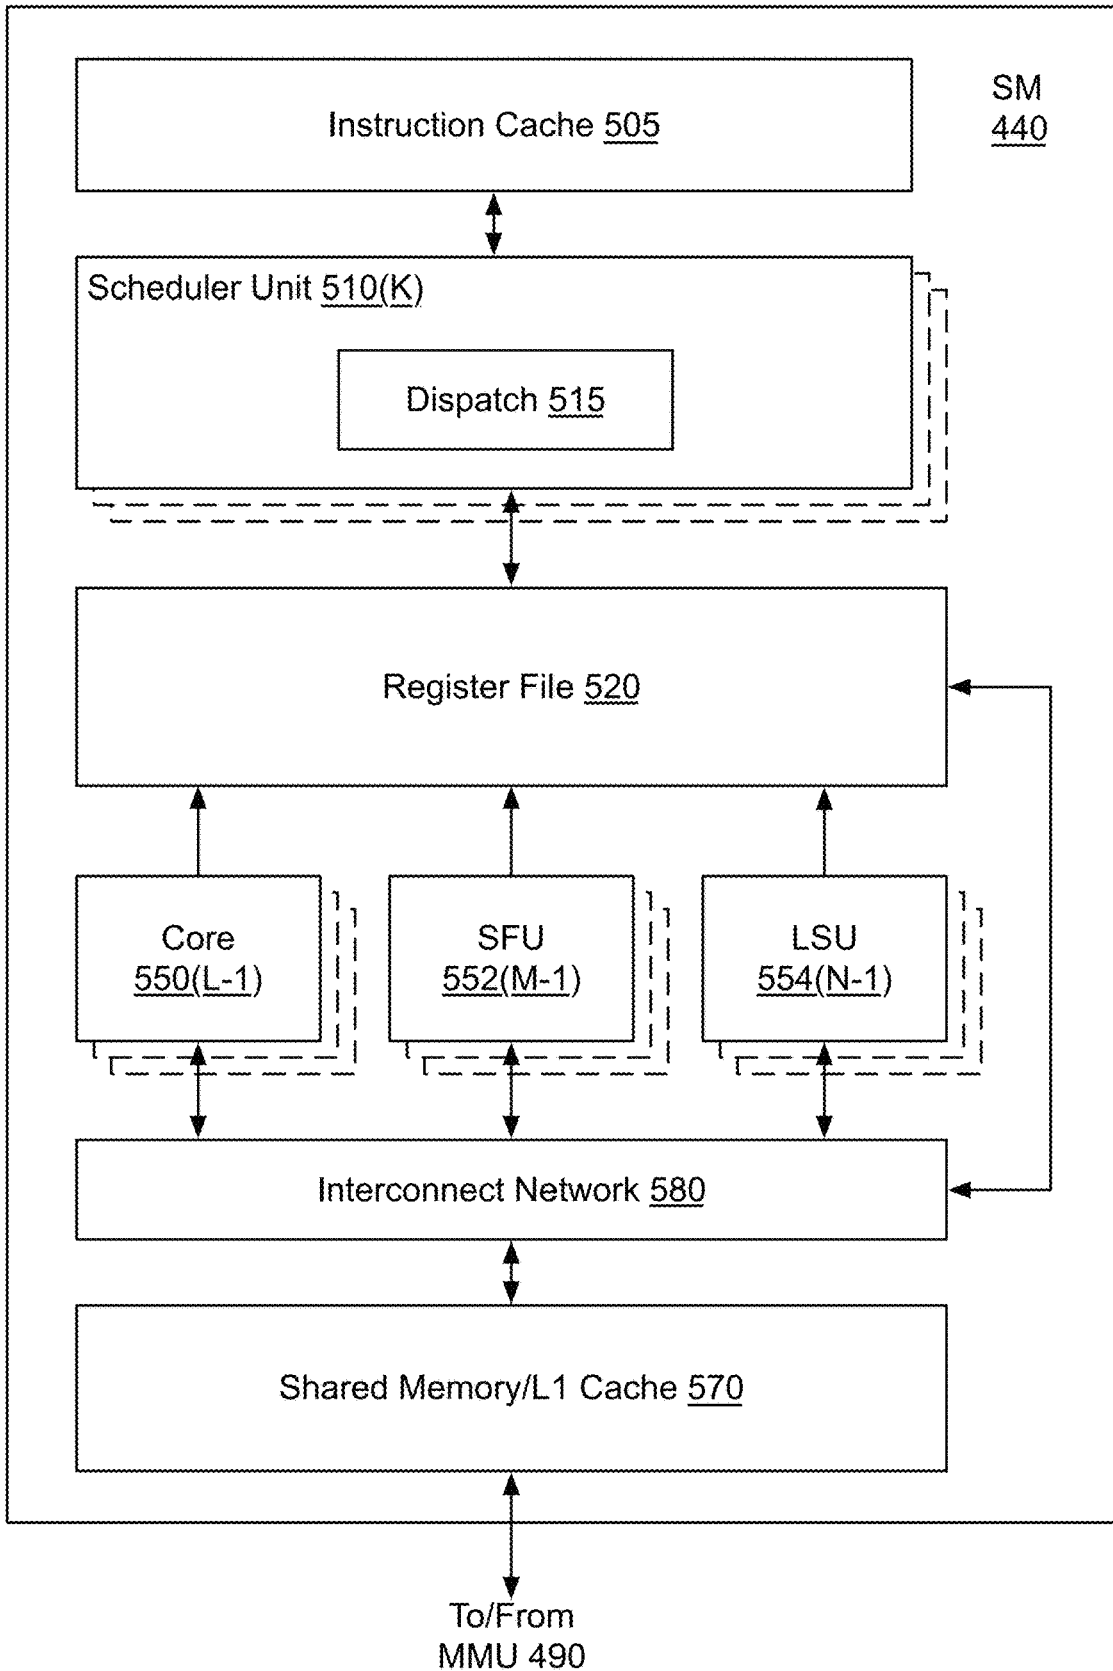 Instruction Cache 505
SM
440
Scheduler Unit 510(K)
Dispatch 515
Register File 520
Core
550(L-1)
SFU
552(M-1)
LSU
554(N-1)
Interconnect Network 580
Shared Memory/L1 Cache 570
To/From
MMU 490